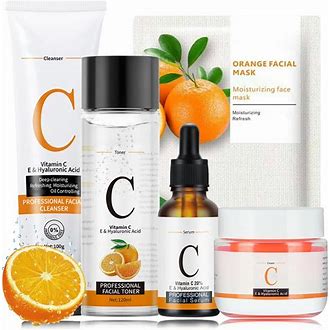 Cleanser
C
Vitamin C
E & Hyaluronic Acid
Deep cleaning
Refreshing, Moisturizing
Oil Controlling
PROFESSIONAL FACIAL
CLEANSER
0%
100g
Toner
C
Vitamin C
E & Hyaluronic Acid
PROFESSIONAL
FACIAL TONER
120ml
ORANGE FACIAL
MASK
Moisturizing face
mask
Moisturizing
Refresh
Serum
C
Vitamin C 20%
E & Hyaluronic Acid
PROFESSIONAL
Facial Serum
Cream
C
Vitamin C
E & Hyaluronic Acid